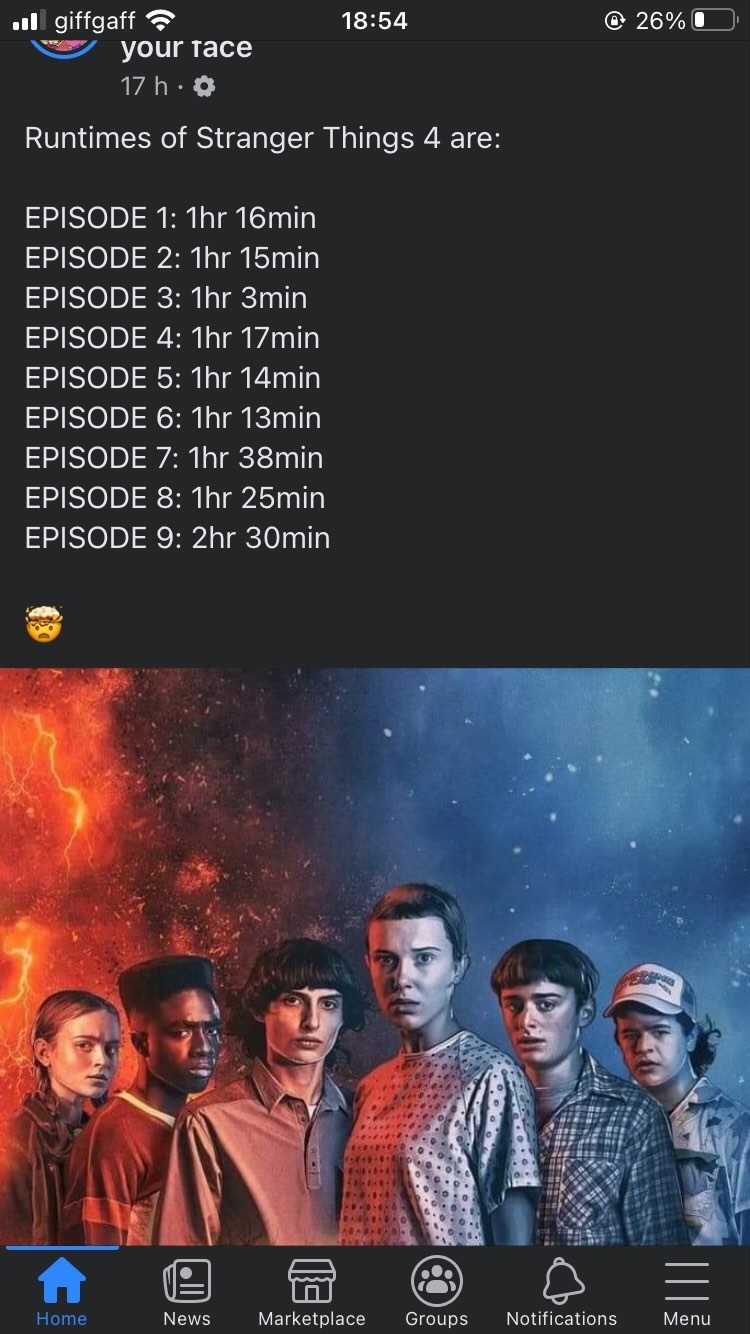 giffgaff 18:54 26%
your face
17 h ·
Runtimes of Stranger Things 4 are:
EPISODE 1: 1hr 16min
EPISODE 2: 1hr 15min
EPISODE 3: 1hr 3min
EPISODE 4: 1hr 17min
EPISODE 5: 1hr 14min
EPISODE 6: 1hr 13min
EPISODE 7: 1hr 38min
EPISODE 8: 1hr 25min
EPISODE 9: 2hr 30min
🤯
Home News Marketplace Groups Notifications Menu